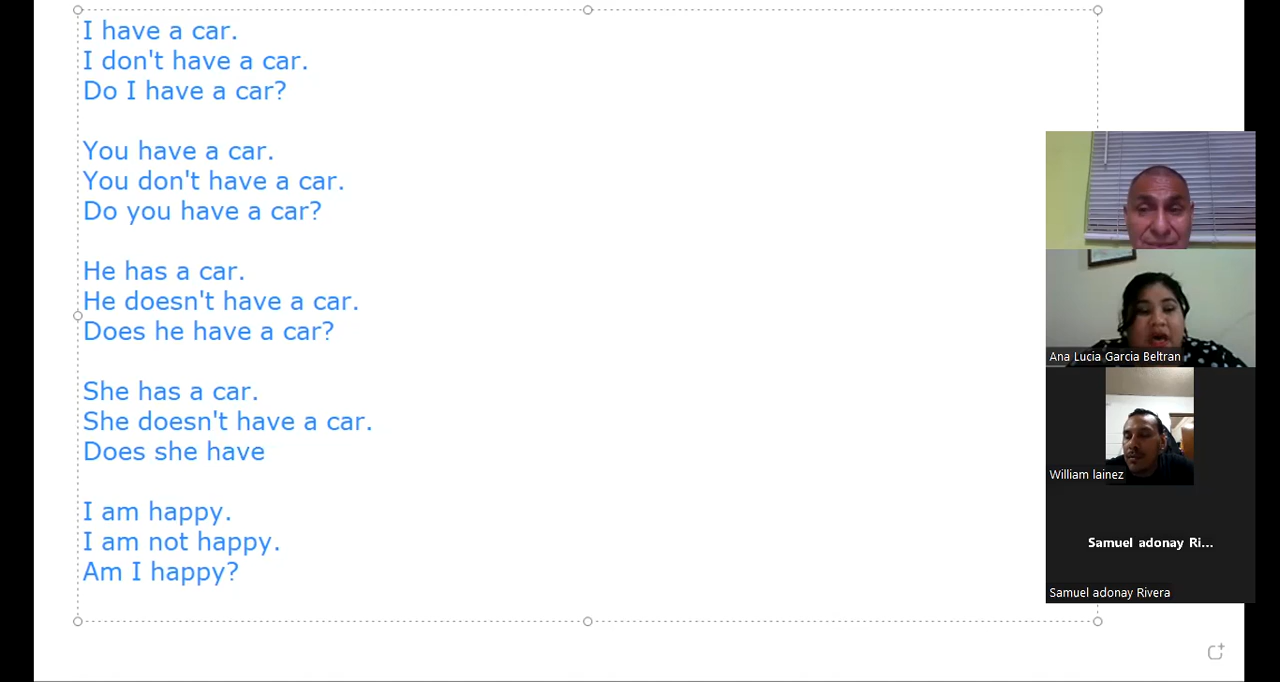 I have a car.
I don't have a car.
Do I have a car?
You have a car.
You don't have a car.
Do you have a car?
He has a car.
He doesn't have a car.
Does he have a car?
She has a car.
She doesn't have a car.
Does she have
I am happy.
I am not happy.
Am I happy?
Ana Lucia Garcia Beltran
William lainez
Samuel adonay Ri...
Samuel adonay Rivera